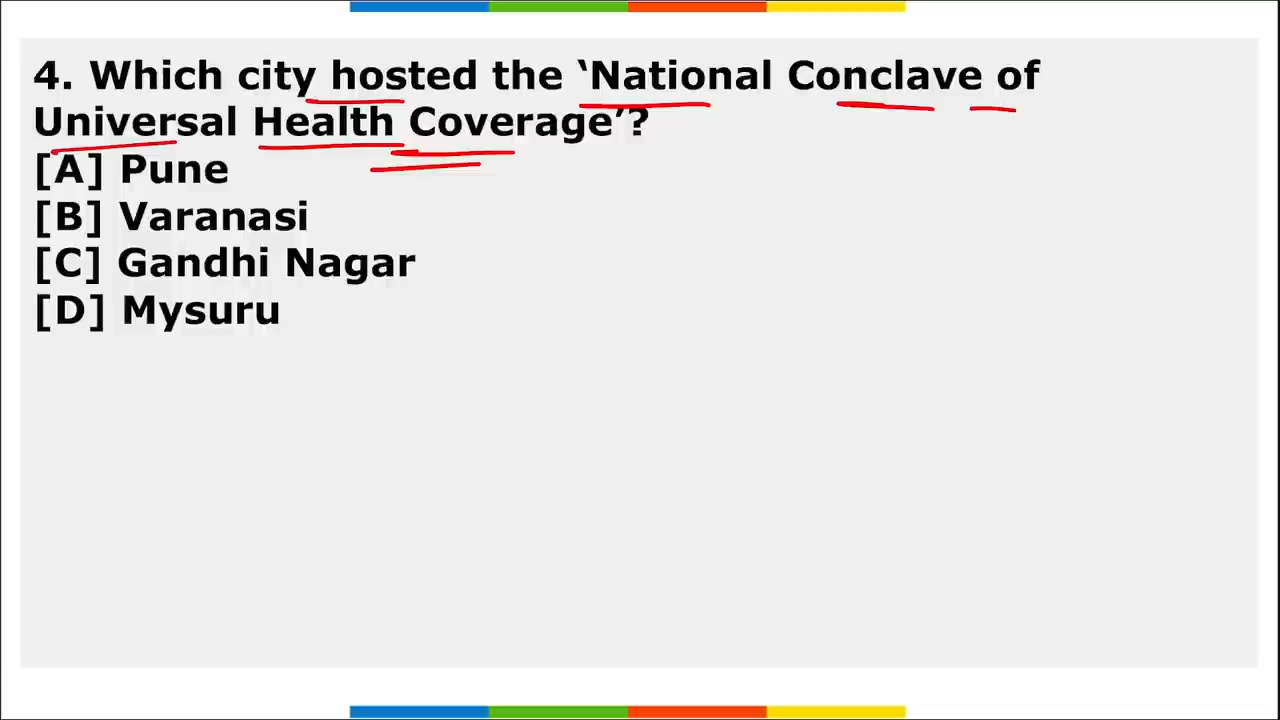 4. Which city hosted the ‘National Conclave of
Universal Health Coverage’?
[A] Pune
[B] Varanasi
[C] Gandhi Nagar
[D] Mysuru